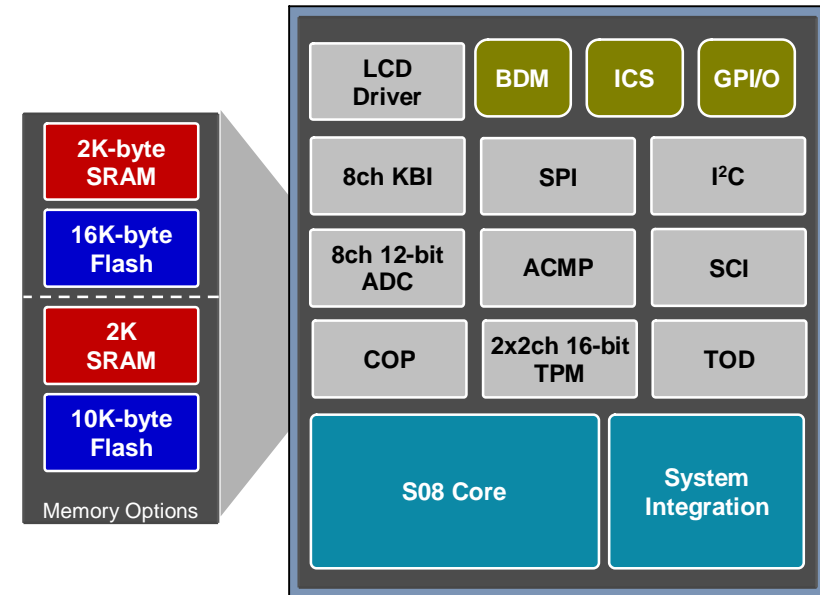 2K-byte
SRAM
16K-byte
Flash
2K
SRAM
10K-byte
Flash
Memory Options
LCD
Driver
BDM
ICS
GPI/O
8ch KBI
SPI
I²C
8ch 12-bit
ADC
ACMP
SCI
COP
2x2ch 16-bit
TPM
TOD
S08 Core
System
Integration